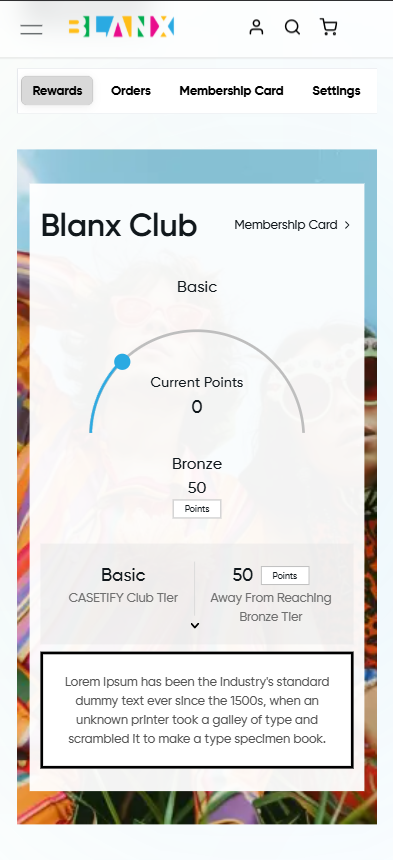 BLANX
Rewards Orders Membership Card Settings
Blanx Club
Membership Card
Basic
Current Points
0
Bronze
50
Points
Basic
CASETIFY Club Tier
50 Points
Away From Reaching
Bronze Tier
Lorem Ipsum has been the industry's standard
dummy text ever since the 1500s, when an
unknown printer took a galley of type and
scrambled it to make a type specimen book.